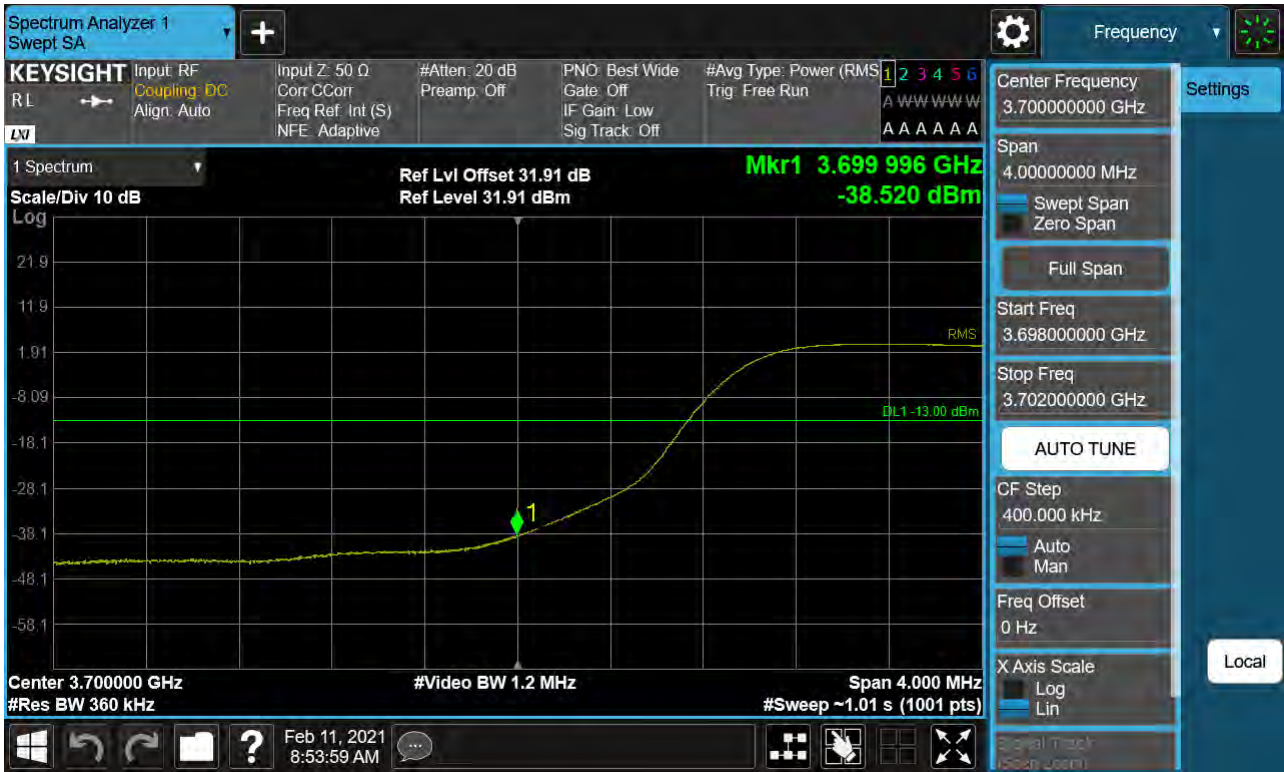 Spectrum Analyzer 1
Swept SA
Frequency
KEYSIGHT
RL
LXI
Input: RF
Coupling: DC
Align: Auto
Input Z: 50 Ω
Corr CCorr
Freq Ref: Int (S)
NFE: Adaptive
#Atten: 20 dB
Preamp: Off
PNO: Best Wide
Gate: Off
IF Gain: Low
Sig Track: Off
#Avg Type: Power (RMS
Trig: Free Run
1 2 3 4 5 6
A W W W W W
A A A A A A
1 Spectrum
Scale/Div 10 dB
Log
Ref Lvl Offset 31.91 dB
Ref Level 31.91 dBm
Mkr1 3.699 996 GHz
-38.520 dBm
21.9
11.9
1.91
-8.09
-18.1
-28.1
-38.1
-48.1
-58.1
RMS
DL1 -13.00 dBm
1
Center 3.700000 GHz
#Res BW 360 kHz
#Video BW 1.2 MHz
Span 4.000 MHz
#Sweep ~1.01 s (1001 pts)
Center Frequency
3.700000000 GHz
Settings
Span
4.00000000 MHz
Swept Span
Zero Span
Full Span
Start Freq
3.698000000 GHz
Stop Freq
3.702000000 GHz
AUTO TUNE
CF Step
400.000 kHz
Auto
Man
Freq Offset
0 Hz
X Axis Scale
Log
Lin
Signal Track
(Span Zoom)
Local
?
Feb 11, 2021
8:53:59 AM